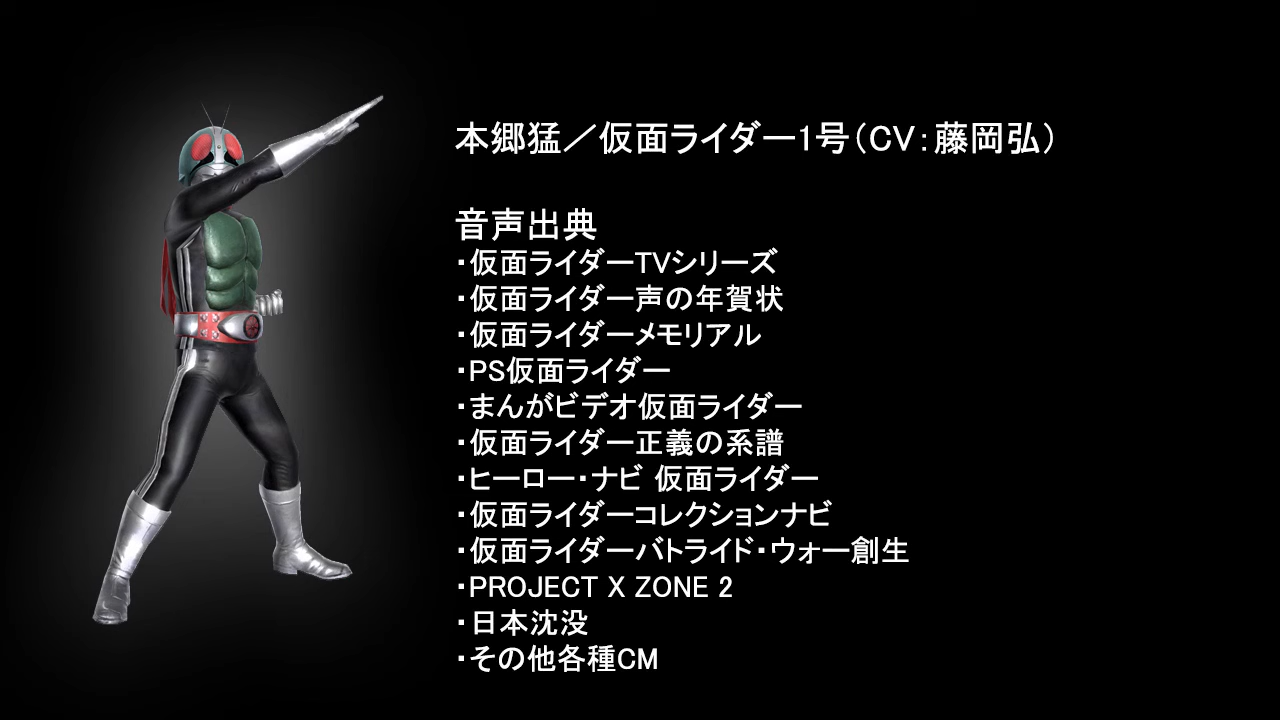 本郷猛／仮面ライダー1号（CV：藤岡弘）
音声出典
・仮面ライダーTVシリーズ
・仮面ライダー声の年賀状
・仮面ライダーメモリアル
・PS仮面ライダー
・まんがビデオ仮面ライダー
・仮面ライダー正義の系譜
・ヒーロー・ナビ 仮面ライダー
・仮面ライダーコレクションナビ
・仮面ライダーバトライド・ウォー創生
・PROJECT X ZONE 2
・日本沈没
・その他各種CM